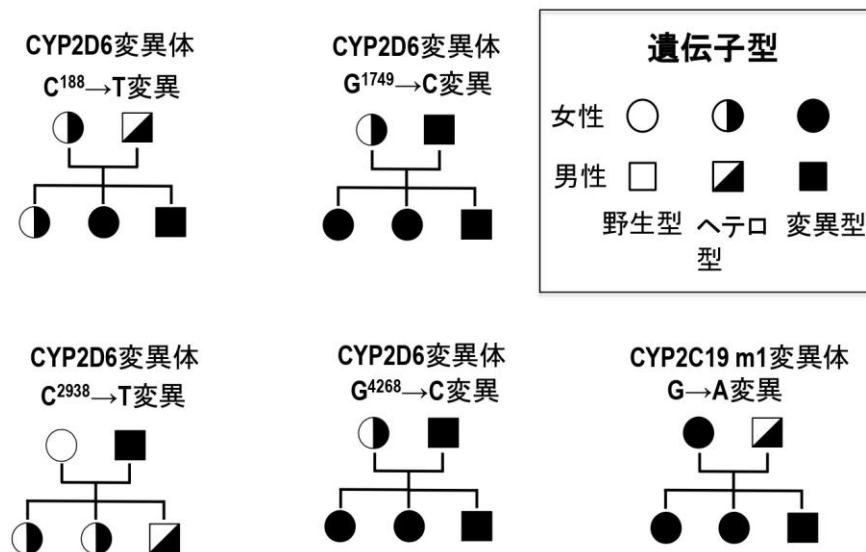 CYP2D6変異体
C188→T変異
CYP2D6変異体
G1749→C変異
遺伝子型
女性
男性
野生型
ヘテロ
型
変異型
CYP2D6変異体
C2938→T変異
CYP2D6変異体
G4268→C変異
CYP2C19 m1変異体
G→A変異